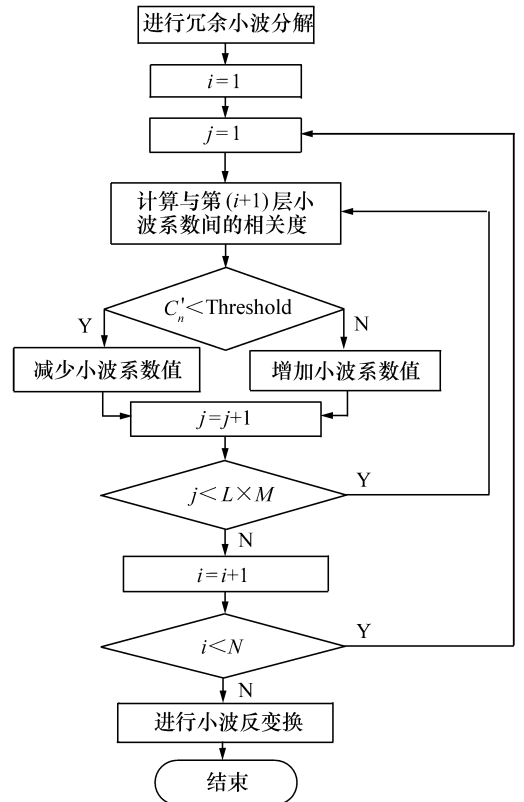 进行冗余小波分解
i=1
j=1
计算与第(i+1)层小
波系数间的相关度
C'n<Threshold
Y
N
减少小波系数值
增加小波系数值
j=j+1
j<L×M
Y
N
i=i+1
i<N
Y
N
进行小波反变换
结束